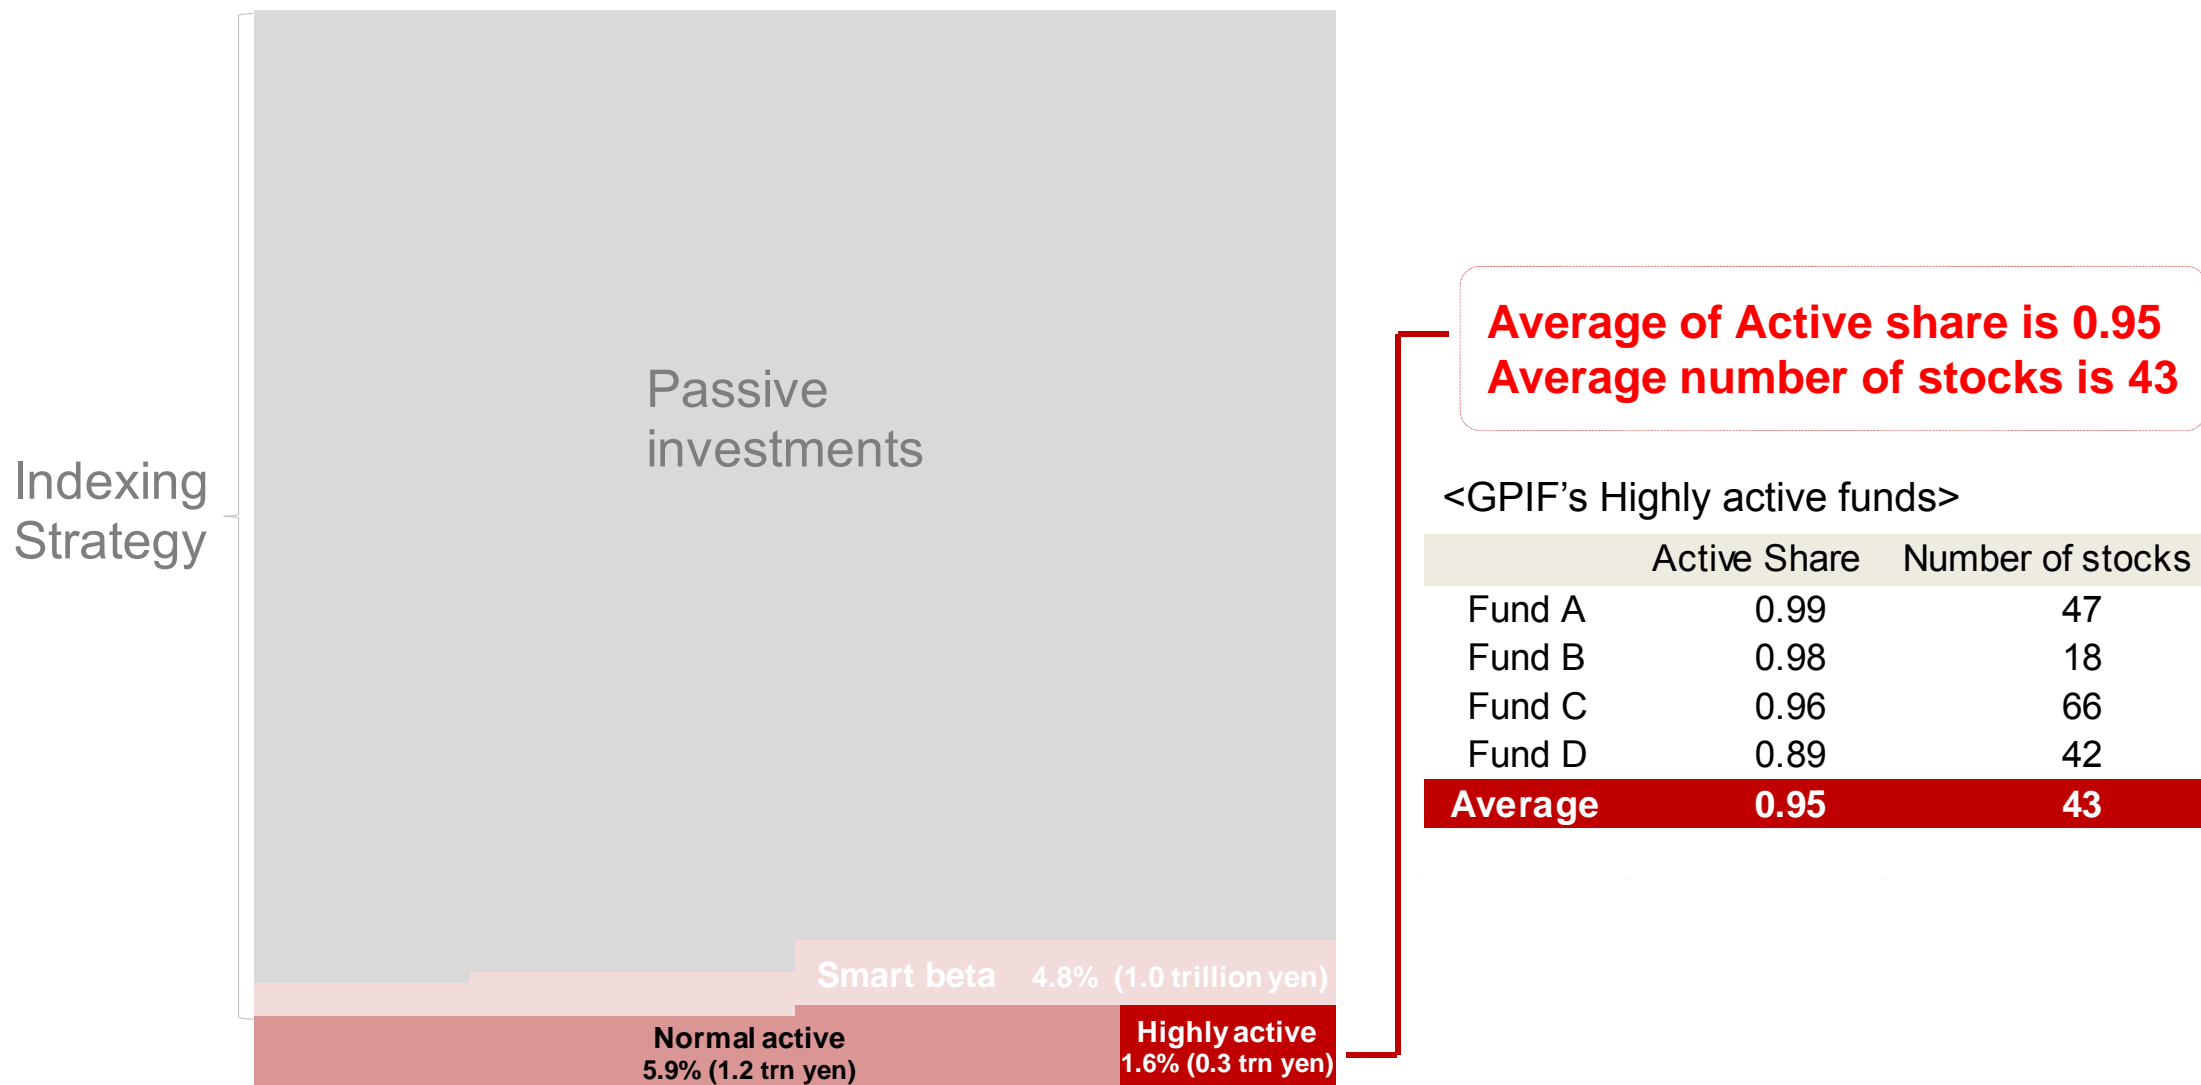 Indexing
Strategy
Passive
investments
Smart beta 4.8% (1.0 trillion yen)
Normal active
5.9% (1.2 trn yen)
Highly active
1.6% (0.3 trn yen)
Average of Active share is 0.95
Average number of stocks is 43
<GPIF’s Highly active funds>
Active Share Number of stocks
Fund A 0.99 47
Fund B 0.98 18
Fund C 0.96 66
Fund D 0.89 42
Average 0.95 43